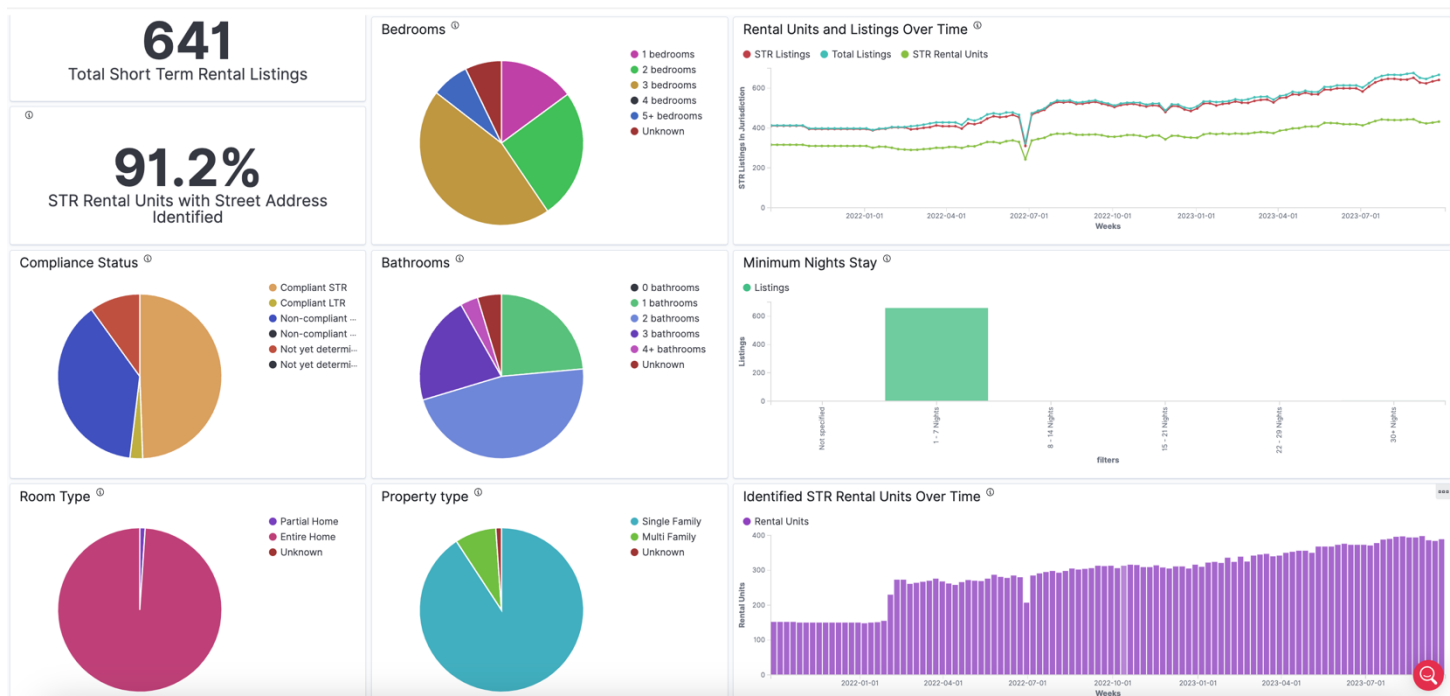 641
Total Short Term Rental Listings
91.2%
STR Rental Units with Street Address
Identified
Bedrooms
1 bedrooms
2 bedrooms
3 bedrooms
4 bedrooms
5+ bedrooms
Unknown
Rental Units and Listings Over Time
STR Listings
Total Listings
STR Rental Units
STR Listings In Jurisdiction
600
400
200
0
2022-01-01
2022-04-01
2022-07-01
2022-10-01
2023-01-01
2023-04-01
2023-07-01
Weeks
Compliance Status
Compliant STR
Compliant LTR
Non-compliant ...
Non-compliant ...
Not yet determi...
Not yet determi...
Bathrooms
0 bathrooms
1 bathrooms
2 bathrooms
3 bathrooms
4+ bathrooms
Unknown
Minimum Nights Stay
Listings
Listings
600
400
200
0
Not specified
1 - 7 Nights
8 - 14 Nights
15 - 21 Nights
22 - 29 Nights
30+ Nights
filters
Room Type
Partial Home
Entire Home
Unknown
Property type
Single Family
Multi Family
Unknown
Identified STR Rental Units Over Time
Rental Units
Rental Units
400
300
200
100
0
2022-01-01
2022-04-01
2022-07-01
2022-10-01
2023-01-01
2023-04-01
2023-07-01
Weeks